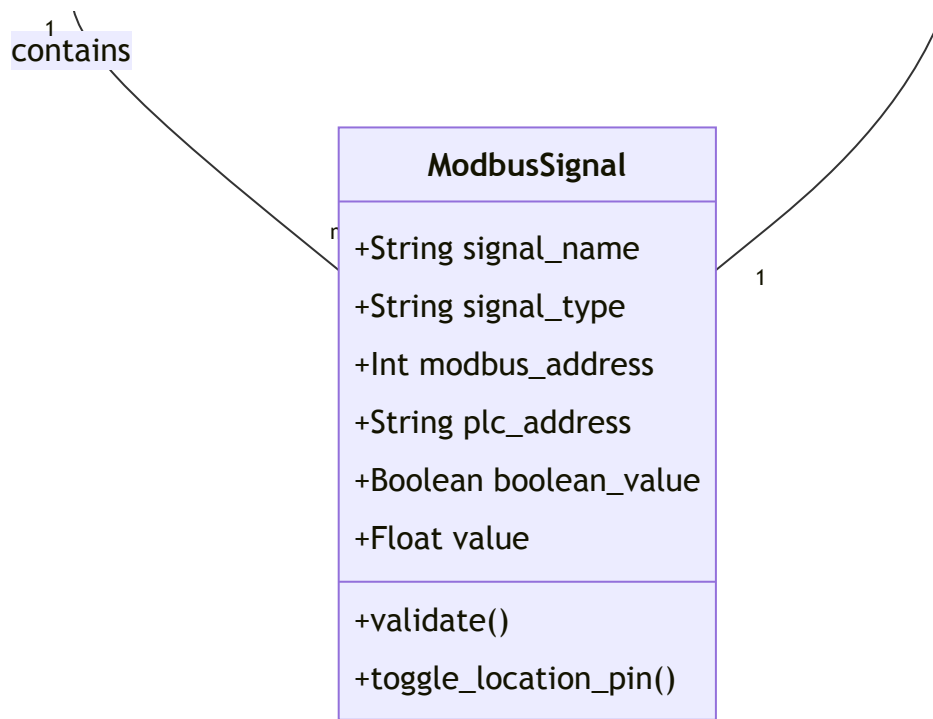 1
contains
ModbusSignal
+String signal_name
+String signal_type
+Int modbus_address
+String plc_address
+Boolean boolean_value
+Float value
1
+validate()
+toggle_location_pin()